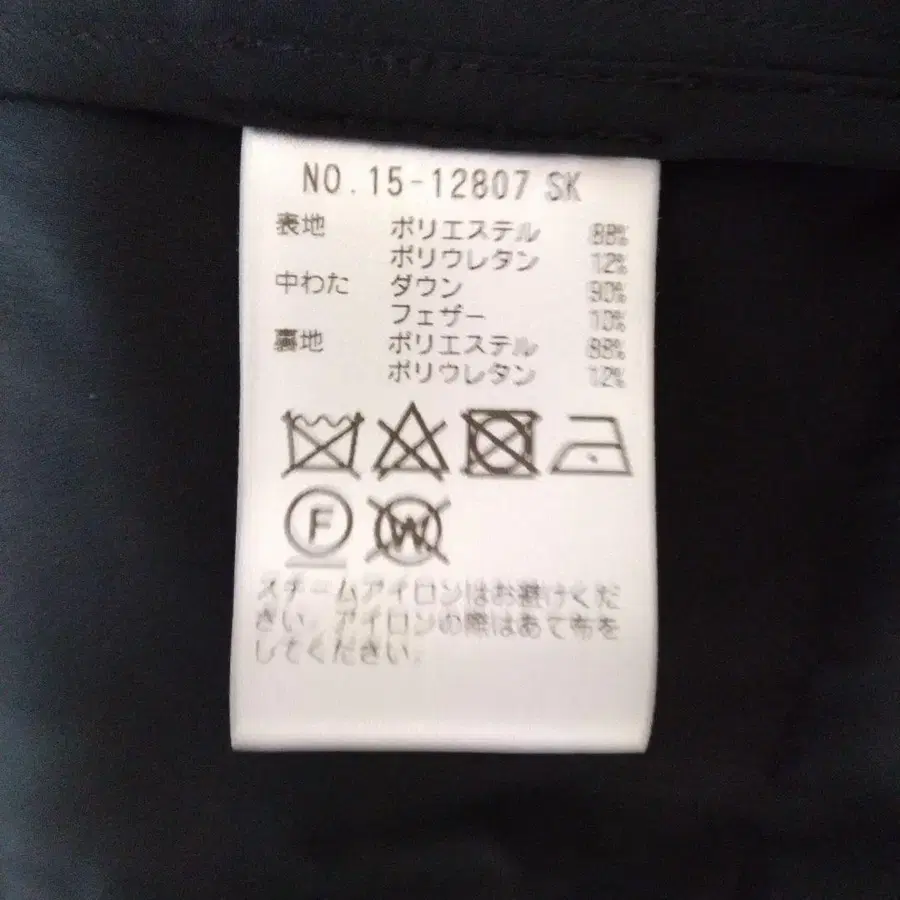 NO.15-12807 SK
表地 ポリエステル 88%
ポリウレタン 12%
中わた ダウン 90%
フェザー 10%
裏地 ポリエステル 88%
ポリウレタン 12%
F W
スチームアイロンはお避けくだ
さい。アイロンの際はあて布を
してください。